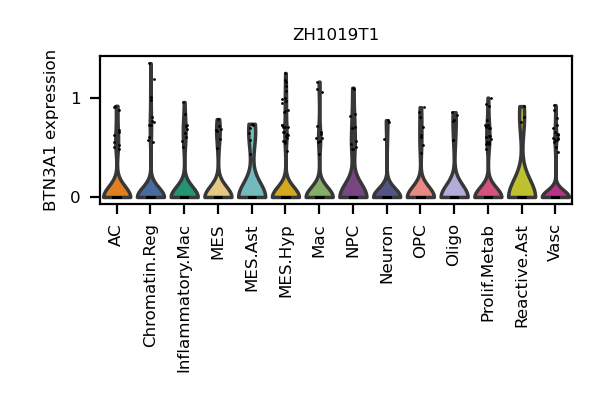 ZH1019T1
BTN3A1 expression
1
0
AC
Chromatin.Reg
Inflammatory.Mac
MES
MES.Ast
MES.Hyp
Mac
NPC
Neuron
OPC
Oligo
Prolif.Metab
Reactive.Ast
Vasc